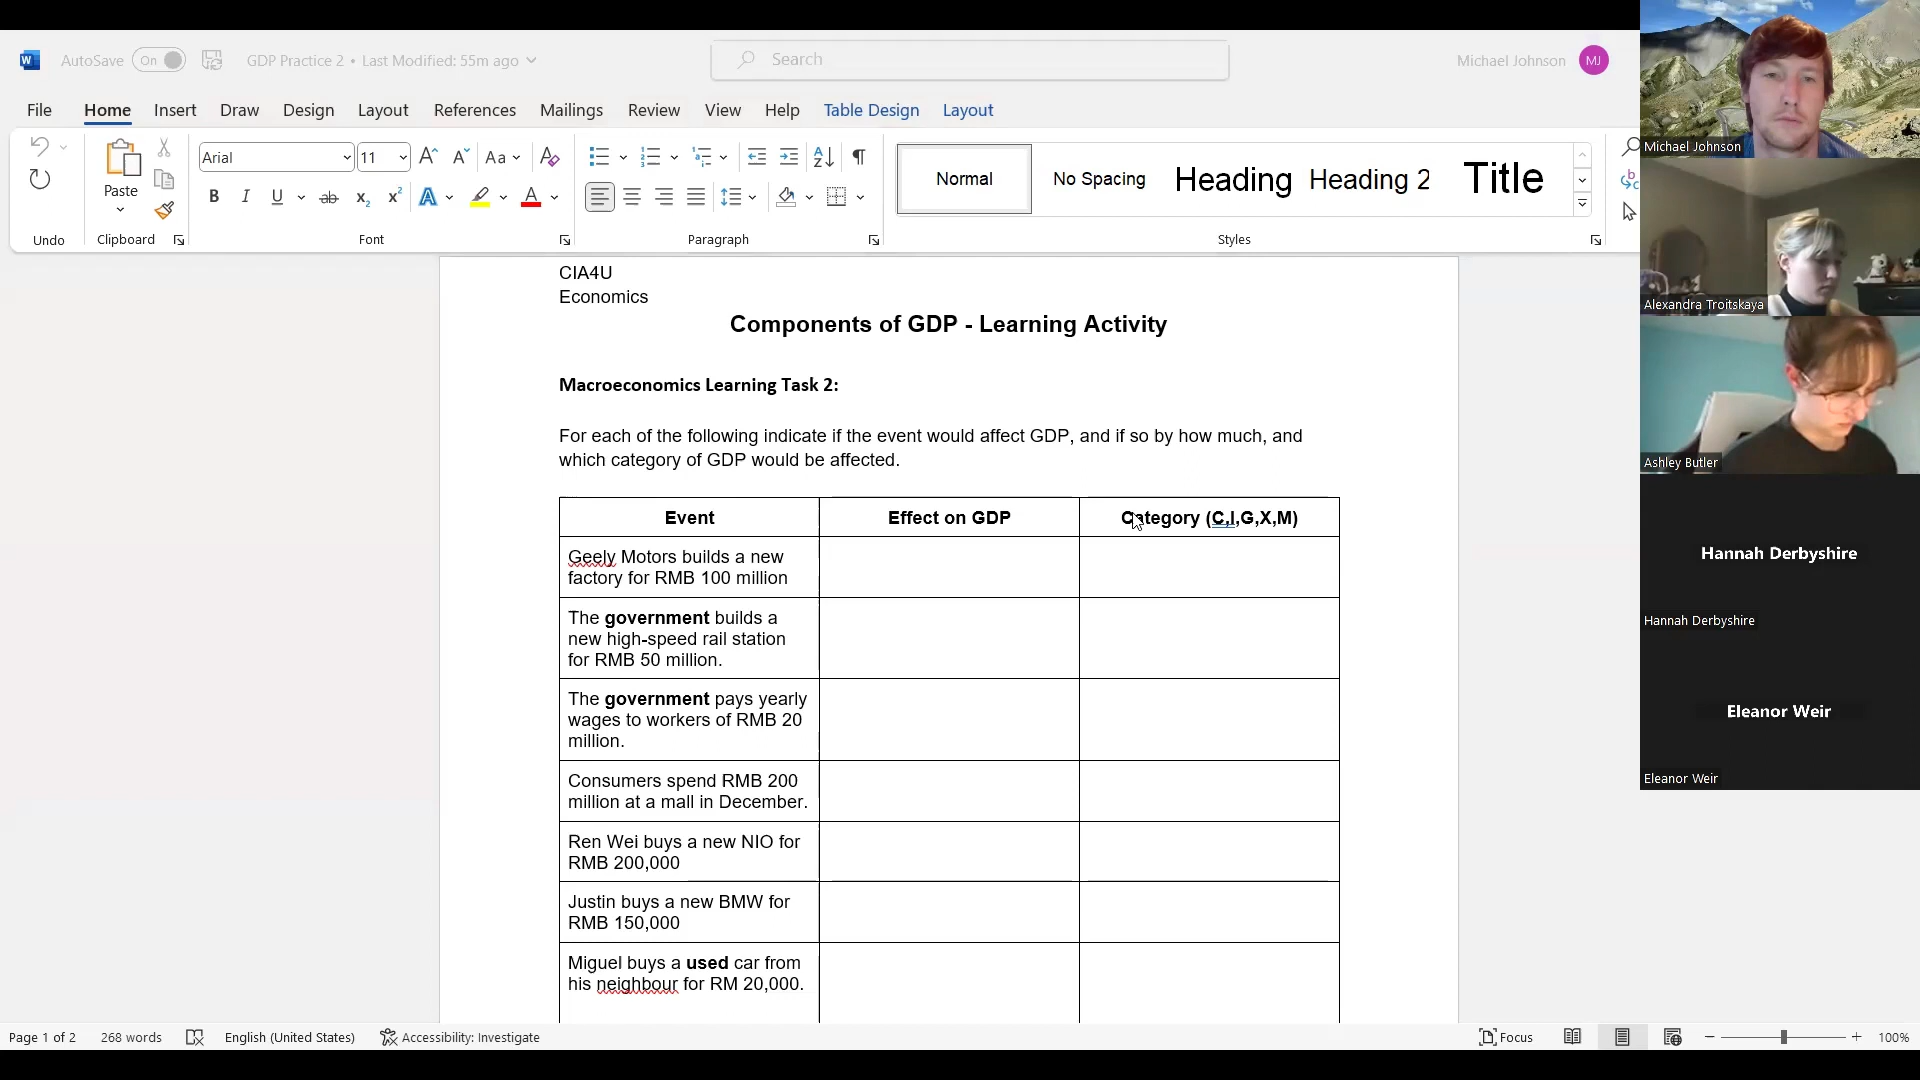 AutoSave On GDP Practice 2 • Last Modified: 55m ago Search Michael Johnson MJ
File Home Insert Draw Design Layout References Mailings Review View Help Table Design Layout
Paste
Arial 11
Normal No Spacing Heading Heading 2 Title
Undo Clipboard Font Paragraph Styles
CIA4U
Economics
Components of GDP - Learning Activity
Macroeconomics Learning Task 2:
For each of the following indicate if the event would affect GDP, and if so by how much, and
which category of GDP would be affected.
Event Effect on GDP Category (C,I,G,X,M)
Geely Motors builds a new
factory for RMB 100 million
The government builds a
new high-speed rail station
for RMB 50 million.
The government pays yearly
wages to workers of RMB 20
million.
Consumers spend RMB 200
million at a mall in December.
Ren Wei buys a new NIO for
RMB 200,000
Justin buys a new BMW for
RMB 150,000
Miguel buys a used car from
his neighbour for RM 20,000.
Page 1 of 2 268 words English (United States) Accessibility: Investigate Focus 100%
Michael Johnson
Alexandra Troitskaya
Ashley Butler
Hannah Derbyshire
Hannah Derbyshire
Eleanor Weir
Eleanor Weir